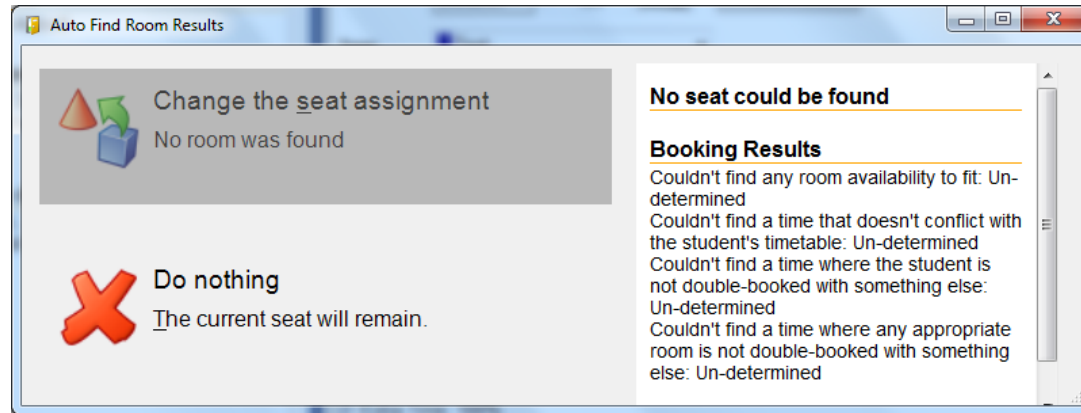 Auto Find Room Results
Change the seat assignment
No room was found
Do nothing
The current seat will remain.
No seat could be found
Booking Results
Couldn't find any room availability to fit: Un-
determined
Couldn't find a time that doesn't conflict with
the student's timetable: Un-determined
Couldn't find a time where the student is
not double-booked with something else:
Un-determined
Couldn't find a time where any appropriate
room is not double-booked with something
else: Un-determined